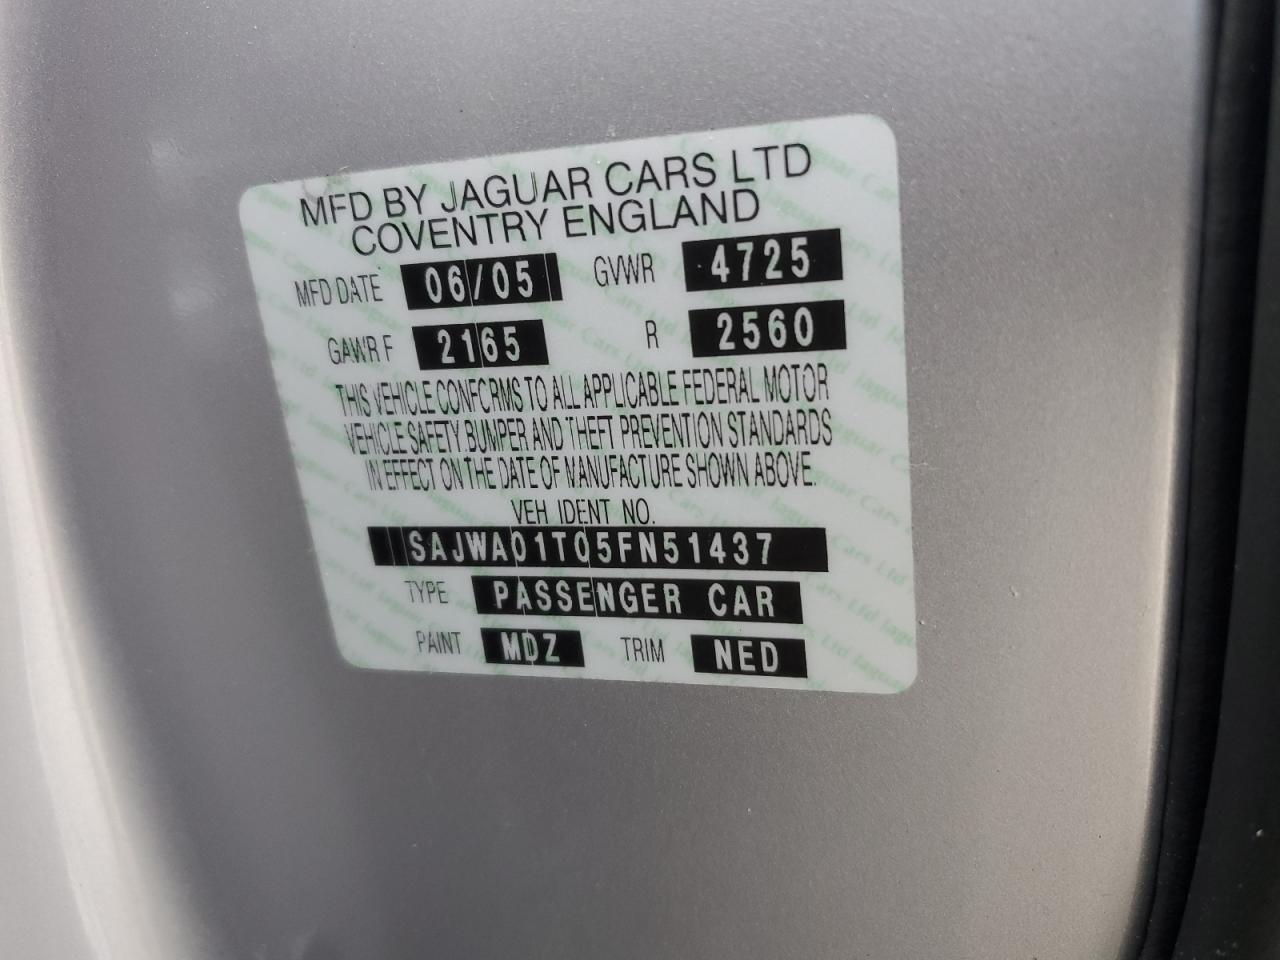 MFD BY JAGUAR CARS LTD
COVENTRY ENGLAND
MFD DATE 06/05 GVWR 4725
GAWR F 2165 R 2560
THIS VEHICLE CONFORMS TO ALL APPLICABLE FEDERAL MOTOR
VEHICLE SAFETY, BUMPER AND THEFT PREVENTION STANDARDS
IN EFFECT ON THE DATE OF MANUFACTURE SHOWN ABOVE.
VEH IDENT NO.
SAJWA01T05FN51437
TYPE PASSENGER CAR
PAINT MDZ TRIM NED